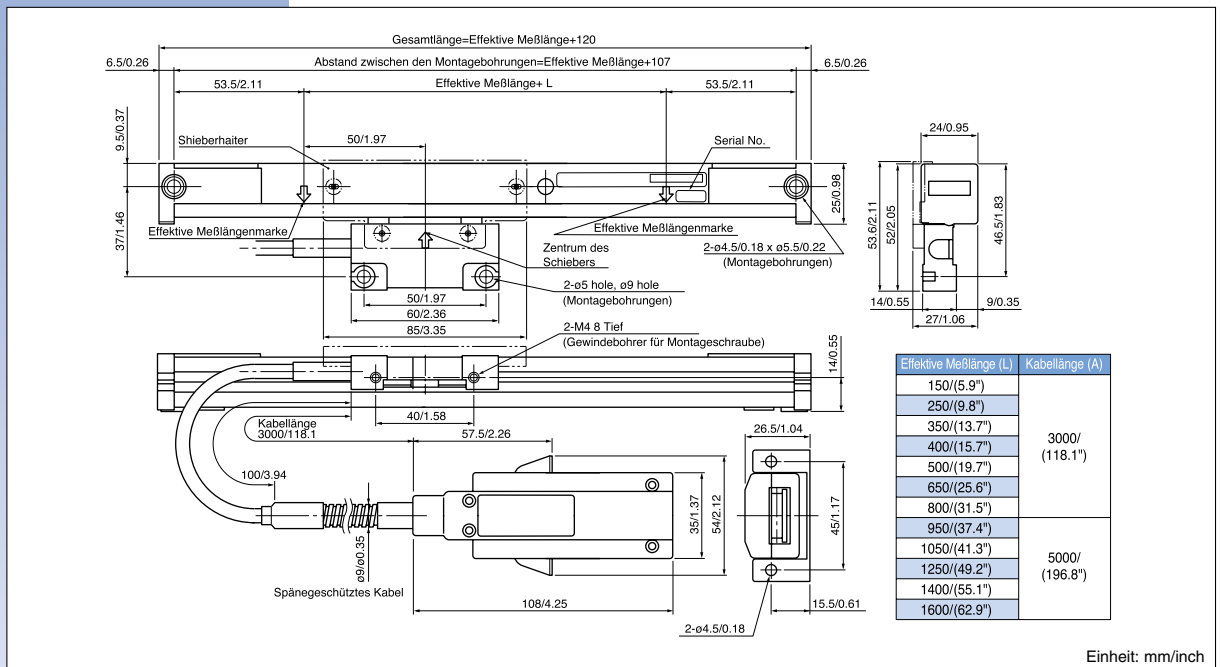 Gesamtlänge=Effektive Meßlänge+120
6.5/0.26
Abstand zwischen den Montagebohrungen=Effektive Meßlänge+107
6.5/0.26
53.5/2.11
Effektive Meßlänge+ L
53.5/2.11
9.5/0.37
Shieberhaiter
50/1.97
Serial No.
24/0.95
37/1.46
25/0.98
53.6/2.11
52/2.05
46.5/1.83
Effektive Meßlängenmarke
Effektive Meßlängenmarke
Zentrum des
Schiebers
2-ø4.5/0.18 x ø5.5/0.22
(Montagebohrungen)
2-ø5 hole, ø9 hole
(Montagebohrungen)
50/1.97
60/2.36
85/3.35
14/0.55
9/0.35
27/1.06
2-M4 8 Tief
(Gewindebohrer für Montageschraube)
14/0.55
40/1.58
Kabellänge
3000/118.1
57.5/2.26
26.5/1.04
100/3.94
35/1.37
54/2.12
45/1.17
ø9/ø0.35
Spänegeschütztes Kabel
108/4.25
15.5/0.61
2-ø4.5/0.18
Effektive Meßlänge (L) Kabellänge (A)
150/(5.9")
250/(9.8")
350/(13.7")
400/(15.7")
500/(19.7")
650/(25.6")
800/(31.5")
3000/
(118.1")
950/(37.4")
1050/(41.3")
1250/(49.2")
1400/(55.1")
1600/(62.9")
5000/
(196.8")
Einheit: mm/inch